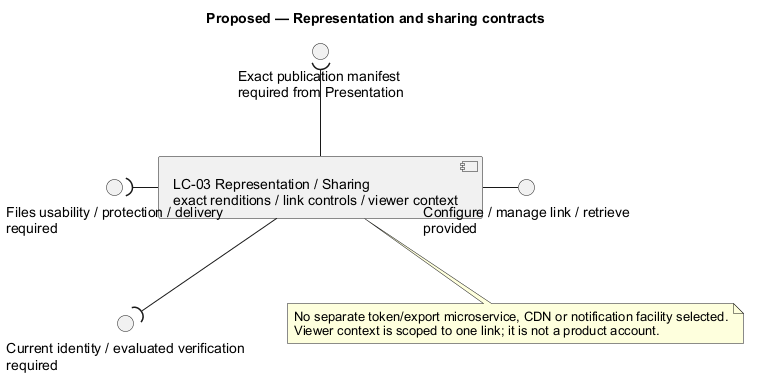 Proposed — Representation and sharing contracts
Exact publication manifest
required from Presentation
LC-03 Representation / Sharing
exact renditions / link controls / viewer context
Files usability / protection / delivery
required
Configure / manage link / retrieve
provided
No separate token/export microservice, CDN or notification facility selected.
Viewer context is scoped to one link; it is not a product account.
Current identity / evaluated verification
required